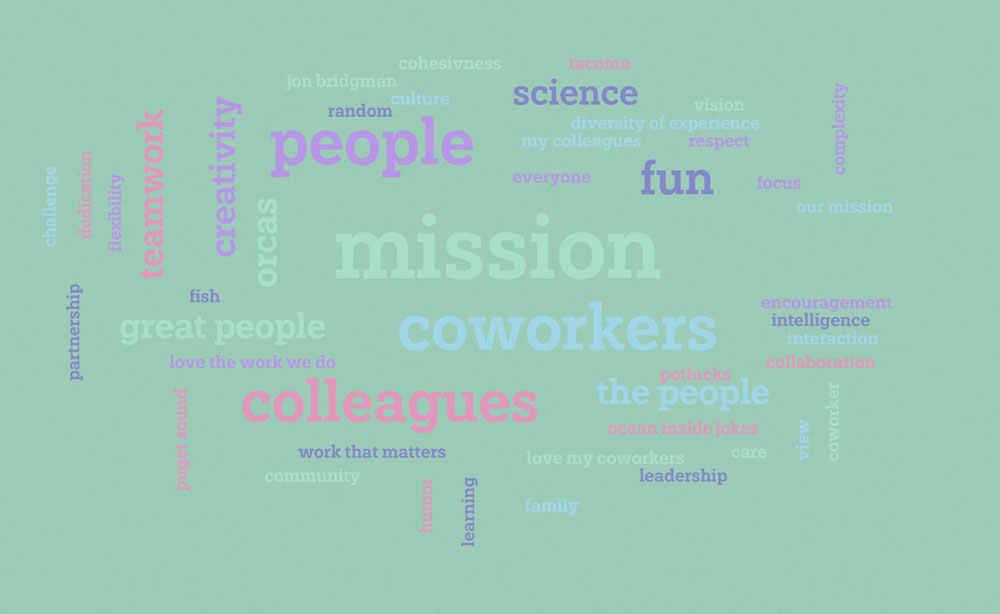 cohesivness
tacoma
jon bridgman
science
culture
random
vision
people
diversity of experience
my colleagues
respect
complexity
creativity
teamwork
everyone
fun
focus
challenge
dedication
flexibility
orcas
our mission
mission
fish
partnership
great people
coworkers
encouragement
intelligence
interaction
love the work we do
collaboration
potlucks
colleagues
the people
puget sound
ocean inside jokes
view
coworker
work that matters
love my coworkers
care
community
leadership
humor
learning
family